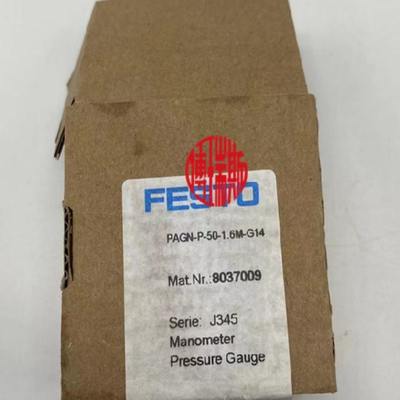 FESTO
PAGN-P-50-1.6M-G14
Mat.Nr.:8037009
Serie: J345
Manometer
Pressure Gauge